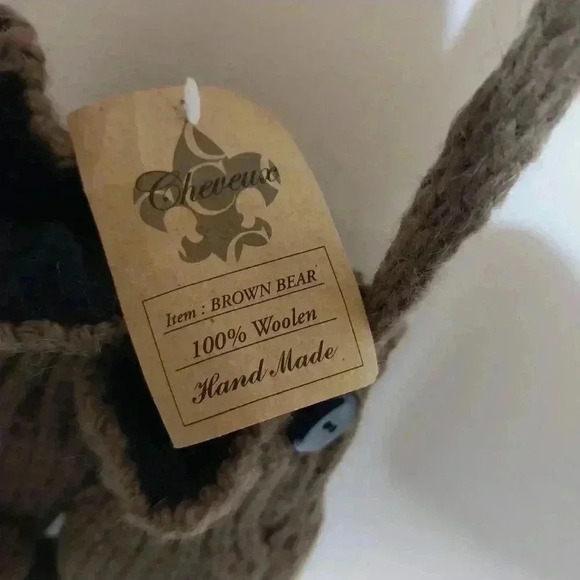 Cheveux
Item : BROWN BEAR
100% Woolen
Hand Made